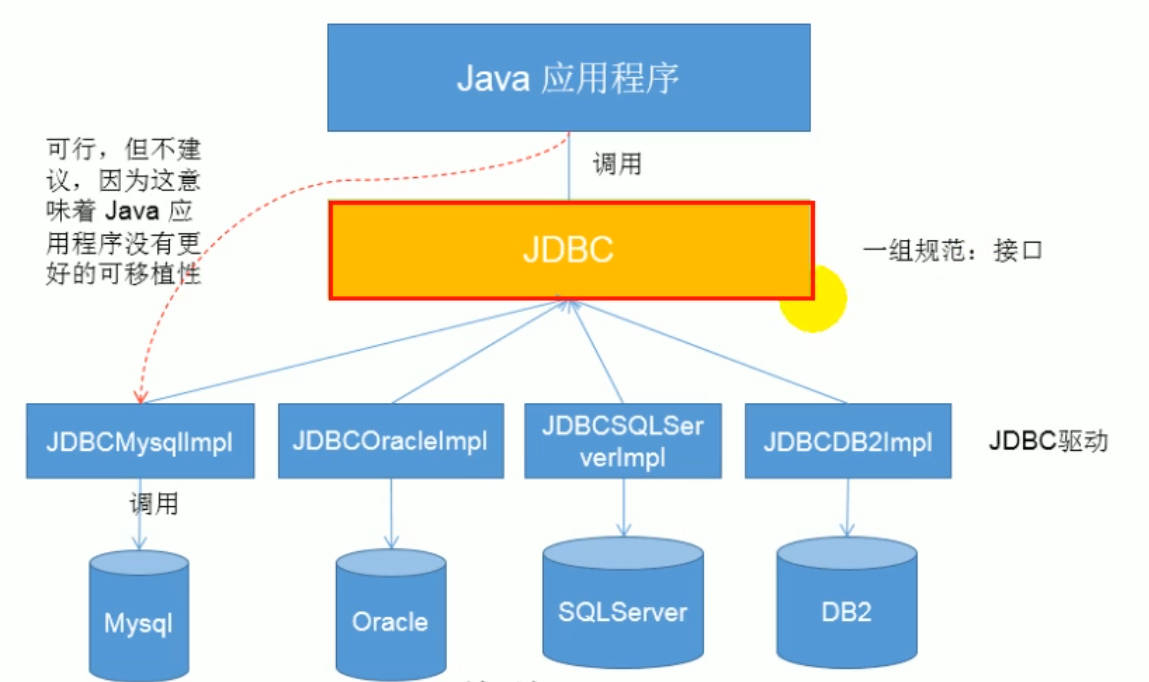 Java 应用程序
可行，但不建
议，因为这意
味着 Java 应
用程序没有更
好的可移植性
调用
JDBC
一组规范：接口
JDBCMysqlImpl
JDBCOracleImpl
JDBCSQLSer
verImpl
JDBCDB2Impl
JDBC驱动
调用
Mysql
Oracle
SQLServer
DB2